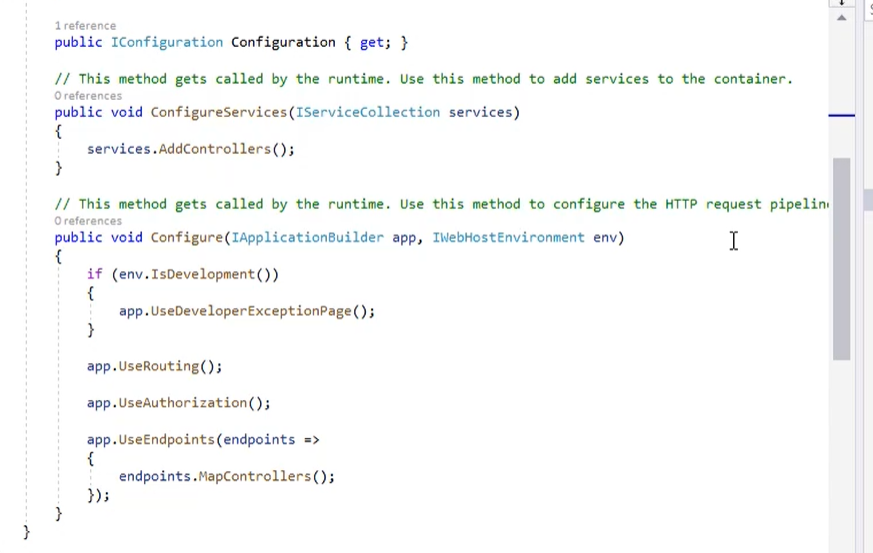 1 reference
public IConfiguration Configuration { get; }
// This method gets called by the runtime. Use this method to add services to the container.
0 references
public void ConfigureServices(IServiceCollection services)
{
services.AddControllers();
}
// This method gets called by the runtime. Use this method to configure the HTTP request
0 references
public void Configure(IApplicationBuilder app, IWebHostEnvironment env)
{
if (env.IsDevelopment())
{
app.UseDeveloperExceptionPage();
}
app.UseRouting();
app.UseAuthorization();
app.UseEndpoints(endpoints =>
{
endpoints.MapControllers();
});
}
}